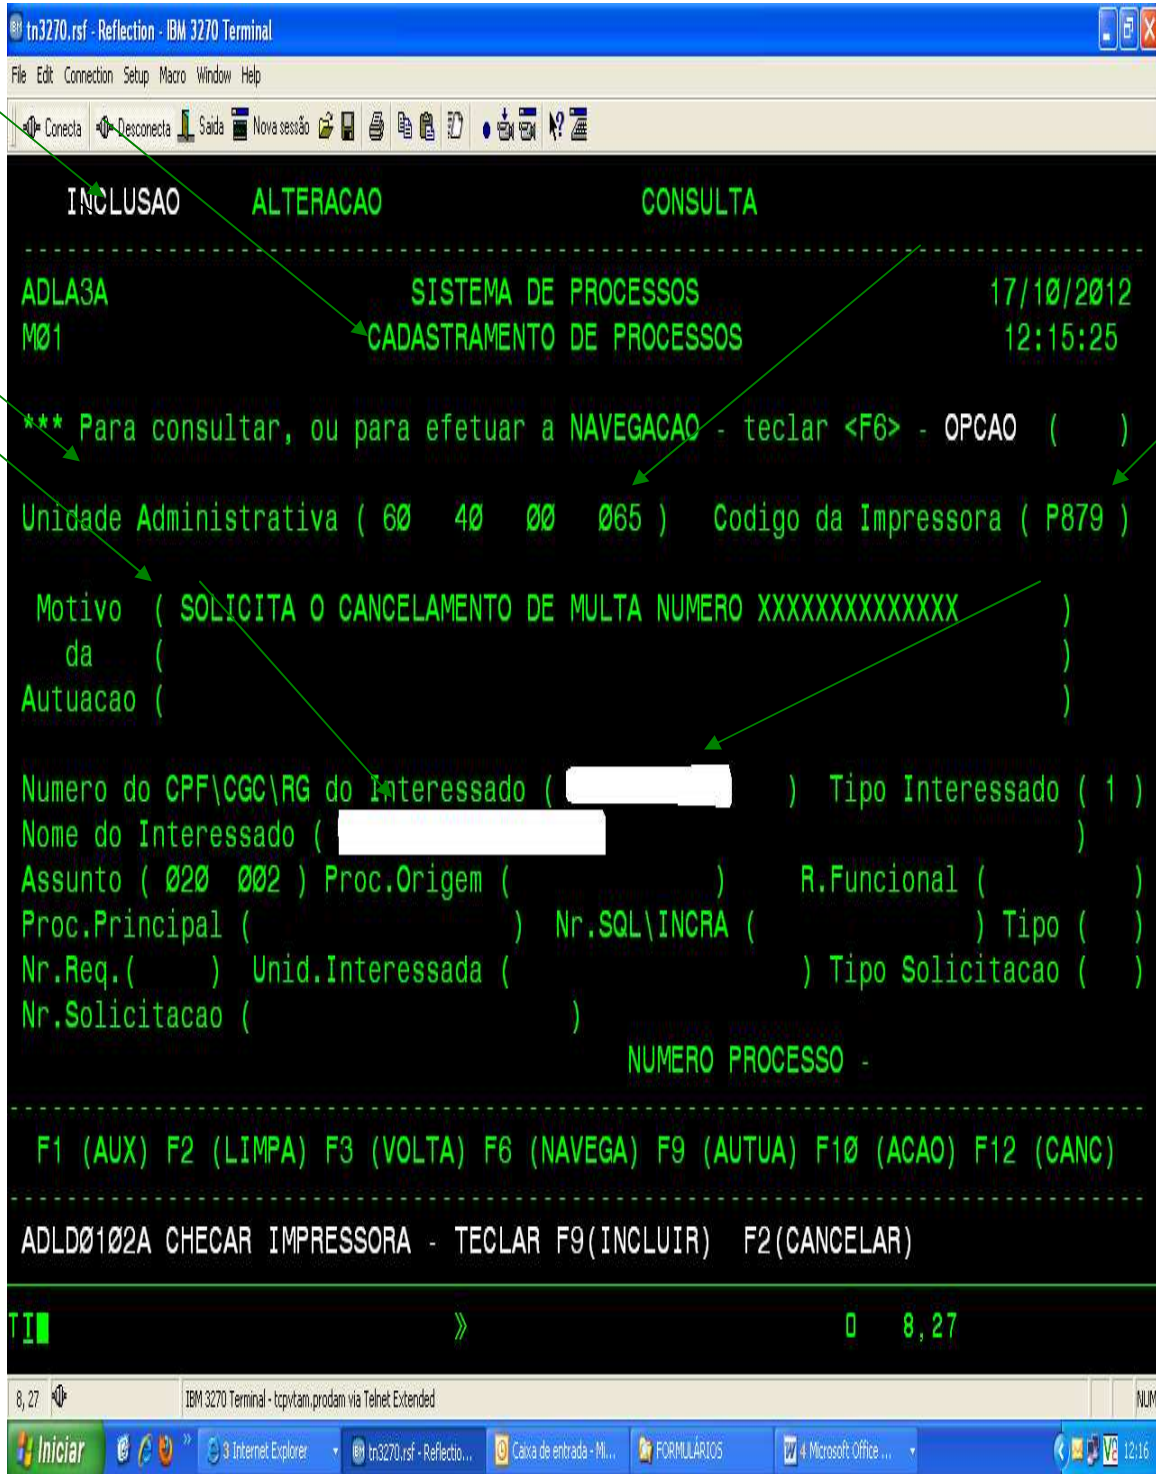 tn3270.rsf - Reflection - IBM 3270 Terminal
File Edit Connection Setup Macro Window Help
Conecta Desconecta Saida Nova sessão
INCLUSAO ALTERACAO CONSULTA
ADLA3A SISTEMA DE PROCESSOS 17/10/2012
M01 CADASTRAMENTO DE PROCESSOS 12:15:25
*** Para consultar, ou para efetuar a NAVEGACAO - teclar <F6> - OPCAO ( )
Unidade Administrativa ( 60 40 00 065 ) Codigo da Impressora ( P879 )
Motivo ( SOLICITA O CANCELAMENTO DE MULTA NUMERO XXXXXXXXXXXXXX )
da ( )
Autuacao ( )
Numero do CPF\CGC\RG do Interessado ( ) Tipo Interessado ( 1 )
Nome do Interessado ( )
Assunto ( 020 002 ) Proc.Origem ( ) R.Funcional ( )
Proc.Principal ( ) Nr.SQL\INCRA ( ) Tipo ( )
Nr.Req.( ) Unid.Interessada ( ) Tipo Solicitacao ( )
Nr.Solicitacao ( )
NUMERO PROCESSO -
F1 (AUX) F2 (LIMPA) F3 (VOLTA) F6 (NAVEGA) F9 (AUTUA) F10 (ACAO) F12 (CANC)
ADLD0102A CHECAR IMPRESSORA - TECLAR F9(INCLUIR) F2(CANCELAR)
TI 8,27
8, 27 IBM 3270 Terminal - tcpvtam.prodam via Telnet Extended NUM
Iniciar 3 Internet Explorer tn3270.rsf - Reflectio... Caixa de entrada - Mi... FORMULÁRIOS 4 Microsoft Office ... 12:16